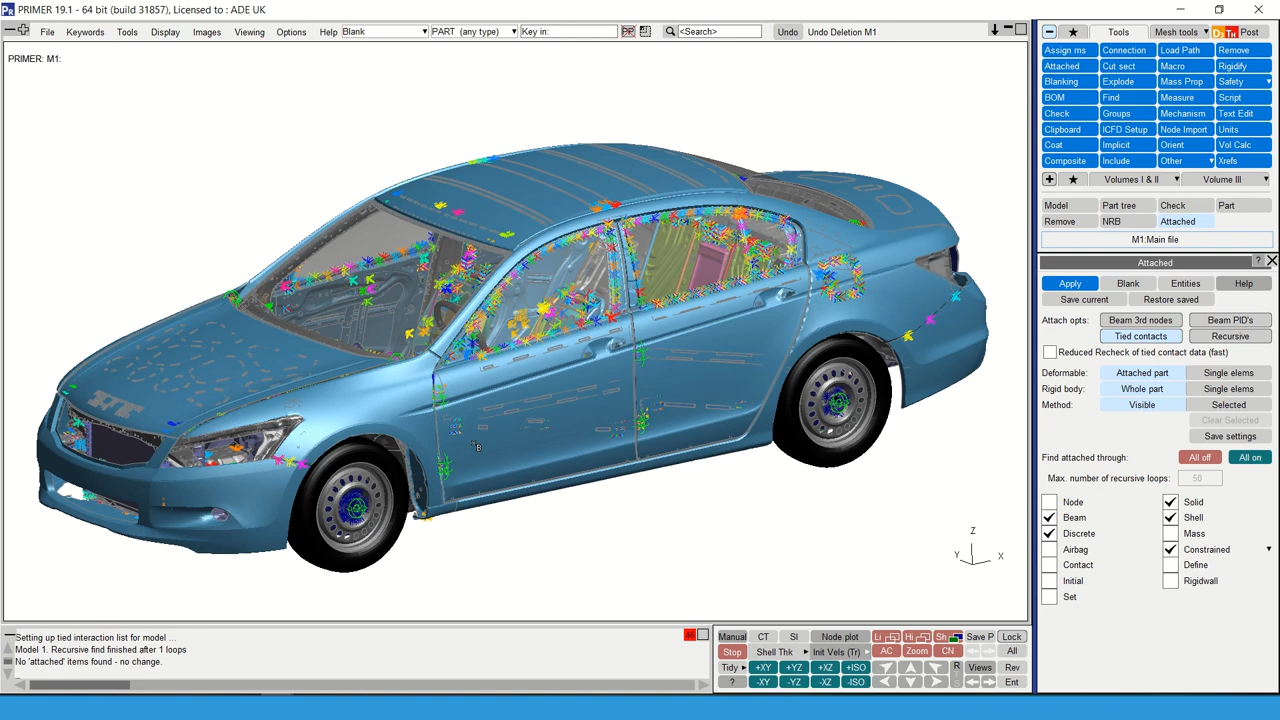 PRIMER 19.1 - 64 bit (build 31857), Licensed to : ADE UK
File Keywords Tools Display Images Viewing Options Help Blank PART (any type) Key in: <Search> Undo Undo Deletion M1
PRIMER: M1:
Tools Mesh tools Post
Assign ms Connection Load Path Remove
Attached Cut sect Macro Rigidify
Blanking Explode Mass Prop Safety
BOM Find Measure Script
Check Groups Mechanism Text Edit
Clipboard ICFD Setup Node Import Units
Coat Implicit Orient Vol Calc
Composite Include Other Xrefs
Volumes I & II Volume III
Model Part tree Check Part
Remove NRB Attached
M1:Main file
Attached ?
Apply Blank Entities Help
Save current Restore saved
Attach opts: Beam 3rd nodes Beam PID's
Tied contacts Recursive
Reduced Recheck of tied contact data (fast)
Deformable: Attached part Single elems
Rigid body: Whole part Single elems
Method: Visible Selected
Clear Selected
Save settings
Find attached through: All off All on
Max. number of recursive loops: 50
Node Solid
Beam Shell
Discrete Mass
Airbag Constrained
Contact Define
Initial Rigidwall
Set
Z
Y X
B
Setting up tied interaction list for model ...
Model 1. Recursive find finished after 1 loops
No 'attached' items found - no change.
Manual CT SI Node plot Li Hi Sh Save P Lock
Stop Shell Thk Init Vels (Tr) AC Zoom CN All
Tidy +XY +YZ +XZ +ISO R Views Rev
? -XY -YZ -XZ -ISO Ent